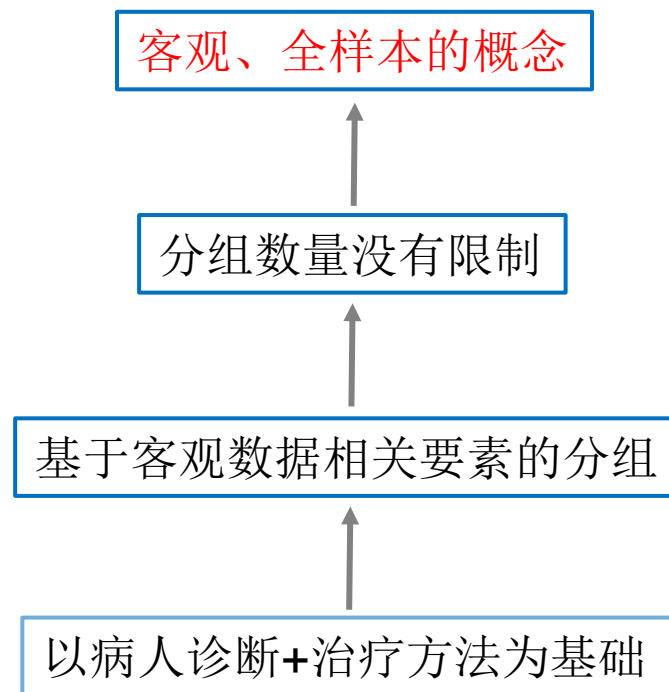 客观、全样本的概念
分组数量没有限制
基于客观数据相关要素的分组
以病人诊断+治疗方法为基础